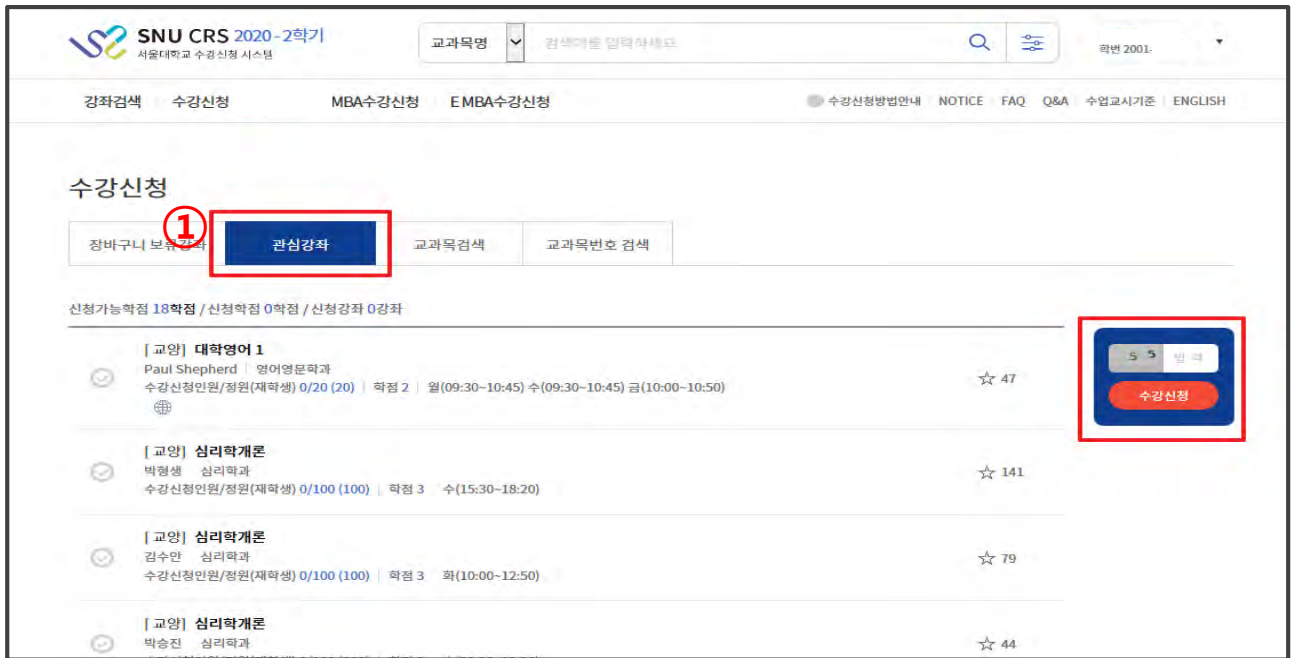 SNU CRS 2020-2학기
서울대학교 수강신청 시스템
교과목명
검색어를 입력하세요
학번 2001-
강좌검색 수강신청 MBA수강신청 EMBA수강신청
수강신청방법안내 NOTICE FAQ Q&A 수업교시기준 ENGLISH
수강신청
①
장바구니 보류강좌 관심강좌 교과목검색 교과목번호 검색
신청가능학점 18학점 / 신청학점 0학점 / 신청강좌 0강좌
[교양] 대학영어 1
Paul Shepherd 영어영문학과
수강신청인원/정원(재학생) 0/20 (20) 학점 2 월(09:30~10:45) 수(09:30~10:45) 금(10:00~10:50)
☆ 47
5 5 입력
수강신청
[교양] 심리학개론
박형생 심리학과
수강신청인원/정원(재학생) 0/100 (100) 학점 3 수(15:30~18:20)
☆ 141
[교양] 심리학개론
김수안 심리학과
수강신청인원/정원(재학생) 0/100 (100) 학점 3 화(10:00~12:50)
☆ 79
[교양] 심리학개론
박승진 심리학과
☆ 44